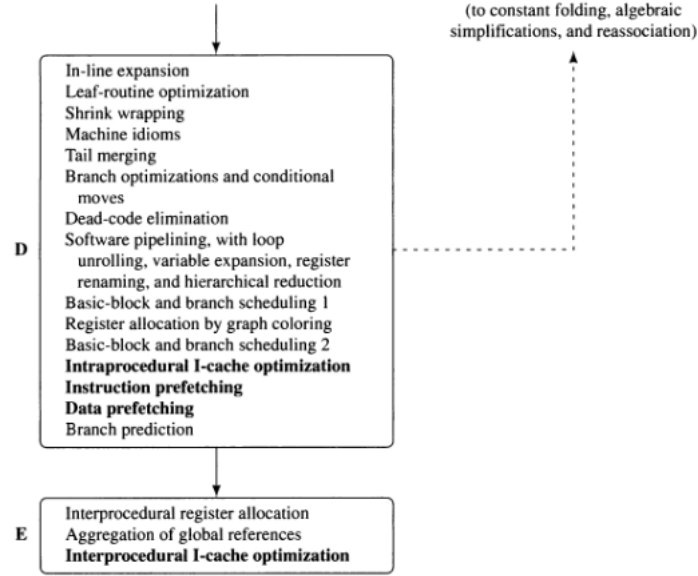 (to constant folding, algebraic
simplifications, and reassociation)
In-line expansion
Leaf-routine optimization
Shrink wrapping
Machine idioms
Tail merging
Branch optimizations and conditional
moves
Dead-code elimination
D
Software pipelining, with loop
unrolling, variable expansion, register
renaming, and hierarchical reduction
Basic-block and branch scheduling 1
Register allocation by graph coloring
Basic-block and branch scheduling 2
Intraprocedural I-cache optimization
Instruction prefetching
Data prefetching
Branch prediction
Interprocedural register allocation
E
Aggregation of global references
Interprocedural I-cache optimization